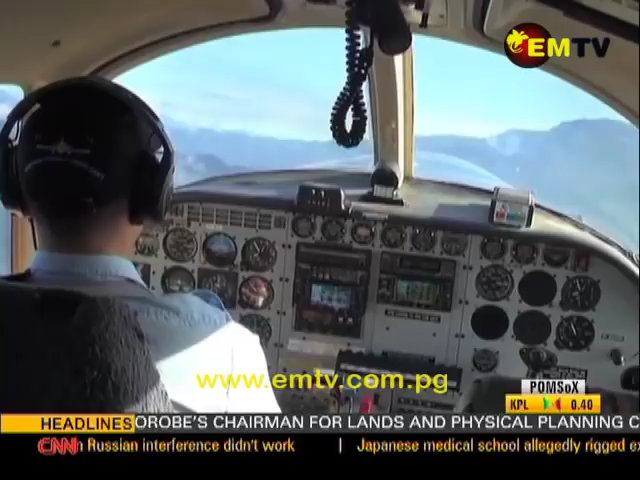 EMTV
www.emtv.com.pg
POMSoX
KPL 0.40
HEADLINES OROBE'S CHAIRMAN FOR LANDS AND PHYSICAL PLANNING C
CNN n Russian interference didn't work | Japanese medical school allegedly rigged ex